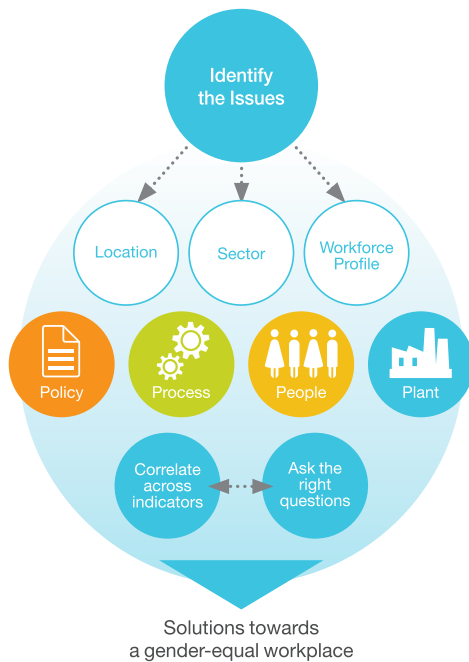 Identify
the Issues
Location
Sector
Workforce
Profile
Policy
Process
People
Plant
Correlate
across
indicators
Ask the
right
questions
Solutions towards
a gender-equal workplace